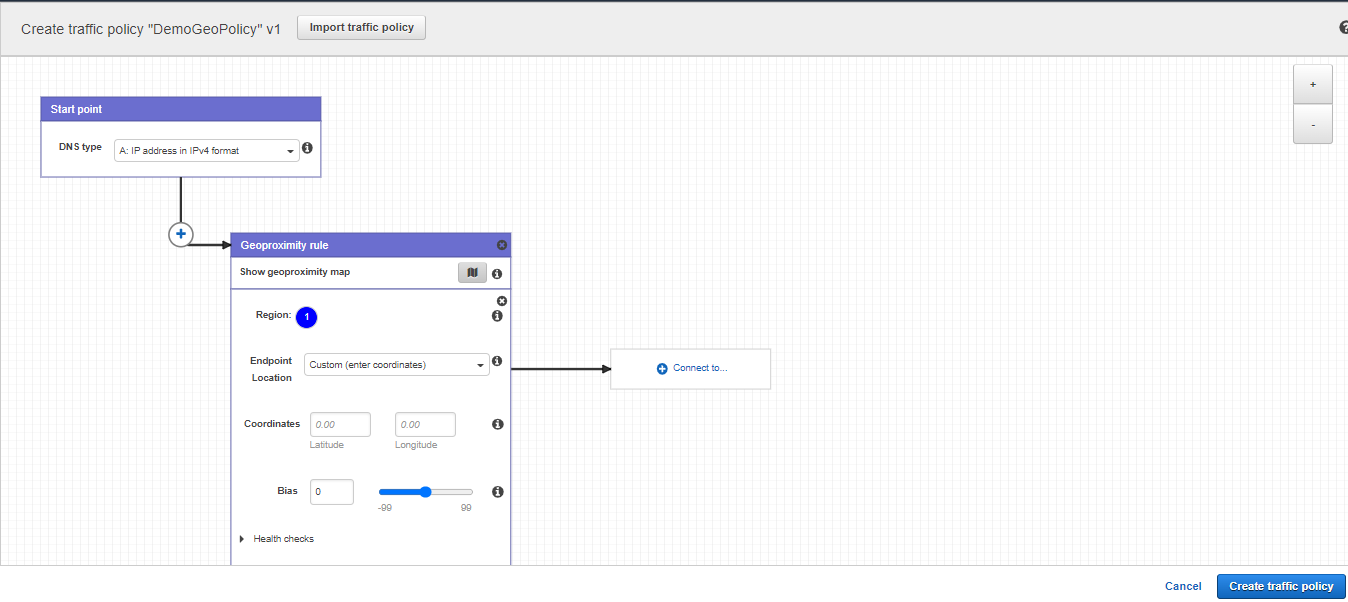 Create traffic policy "DemoGeoPolicy" v1
Import traffic policy
?
+
-
Start point
DNS type
A: IP address in IPv4 format
Geoproximity rule
Show geoproximity map
Region:
1
Endpoint
Location
Custom (enter coordinates)
Connect to...
Coordinates
0.00
0.00
Latitude
Longitude
Bias
0
-99
99
Health checks
Cancel
Create traffic policy